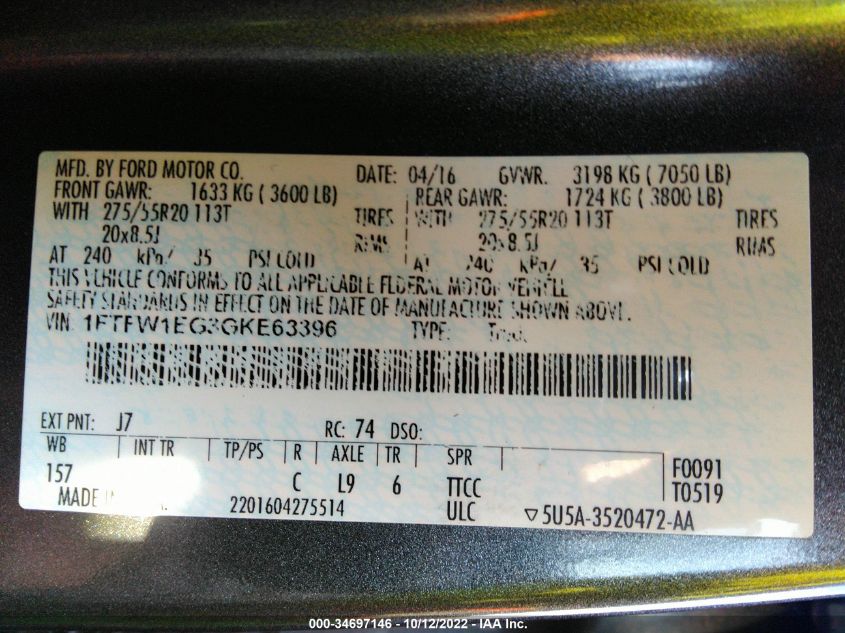 MFD. BY FORD MOTOR CO. DATE: 04/16 GVWR. 3198 KG ( 7050 LB)
FRONT GAWR: 1633 KG ( 3600 LB) REAR GAWR: 1724 KG ( 3800 LB)
WITH 275/55R20 113T TIRES WITH 275/55R20 113T TIRES
20x8.5J RIMS 20x8.5J RIMS
AT 240 kPa/ 35 PSI COLD AT 240 kPa/ 35 PSI COLD
THIS VEHICLE CONFORMS TO ALL APPLICABLE FEDERAL MOTOR VEHICLE
SAFETY STANDARDS IN EFFECT ON THE DATE OF MANUFACTURE SHOWN ABOVE.
VIN: 1FTFW1EG3GKE63396 TYPE: Truck
EXT PNT: J7 RC: 74 DSO:
WB INT TR TP/PS R AXLE TR SPR F0091
157 C L9 6 TTCC T0519
MADE 2201604275514 ULC ▽5U5A-3520472-AA
000-34697146 - 10/12/2022 - IAA Inc.